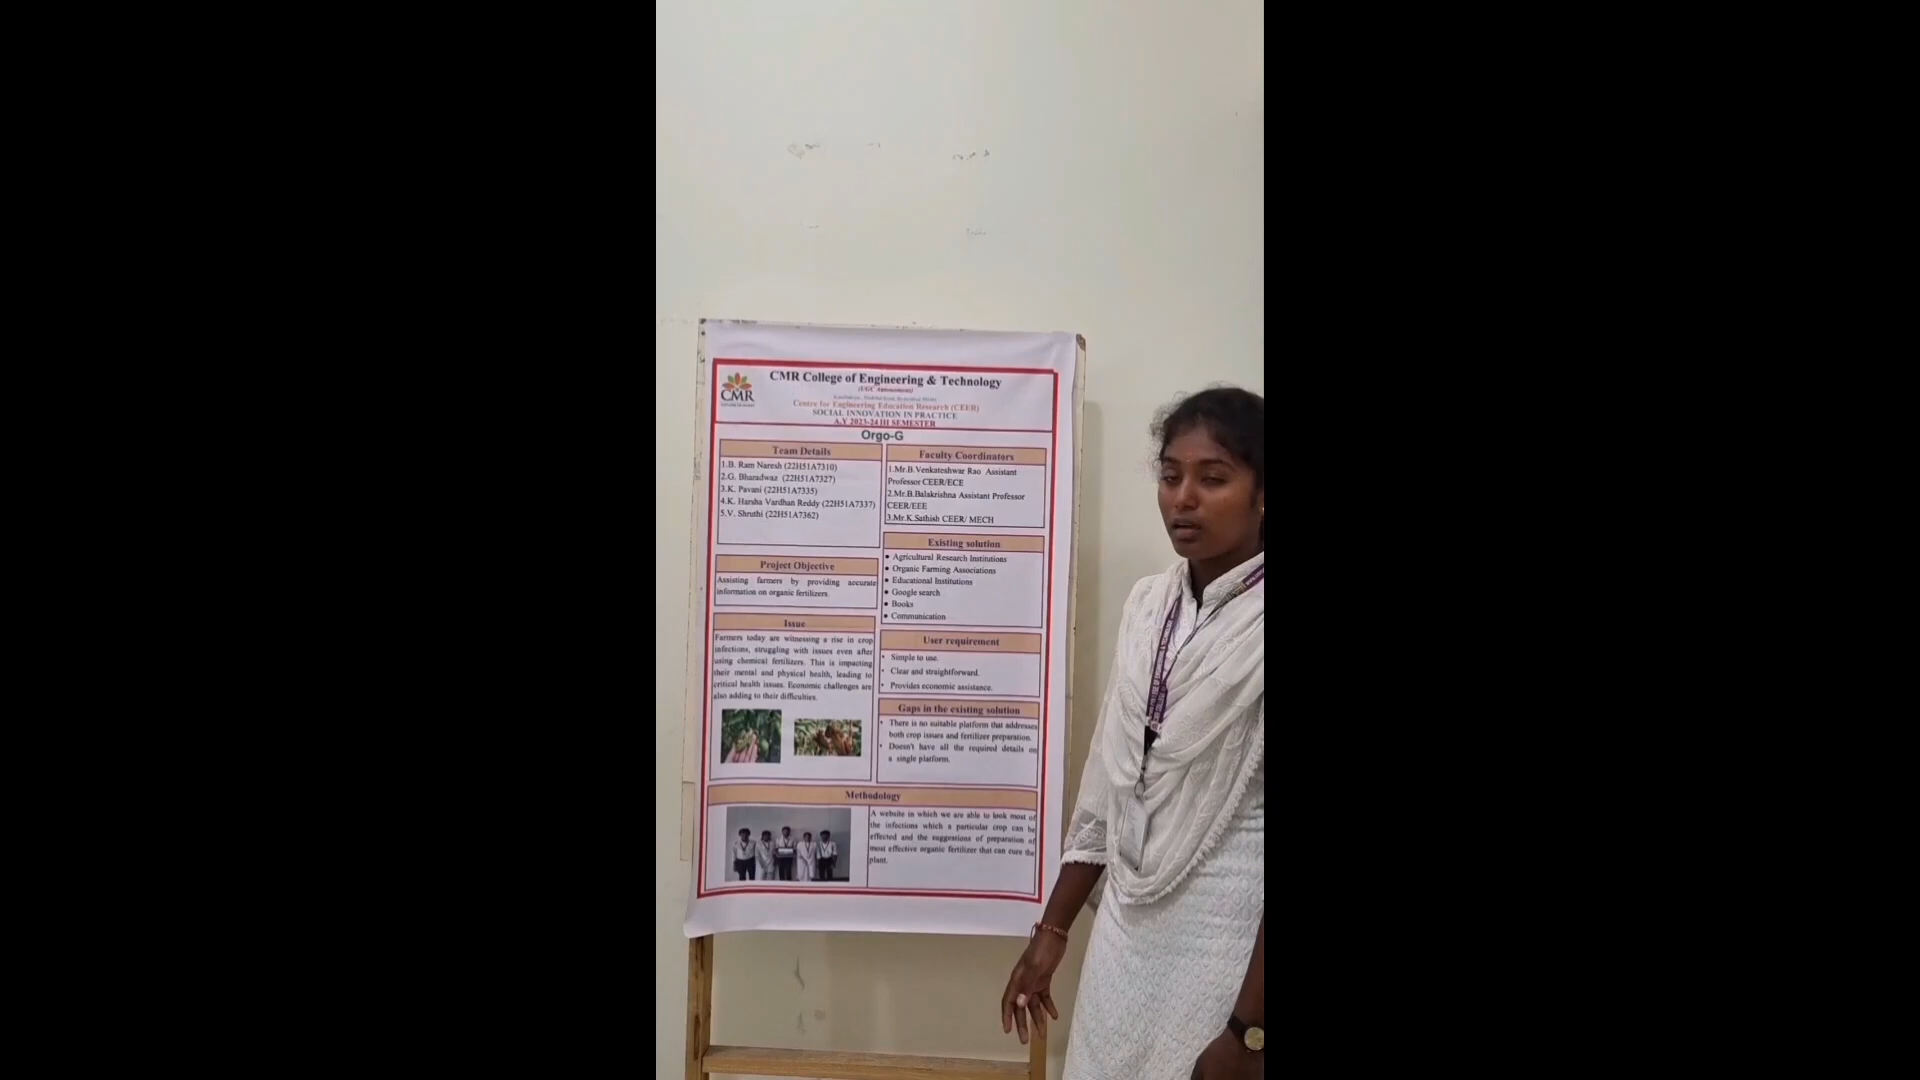 CMR College of Engineering & Technology
(UGC Autonomous)
CMR
Centre for Engineering Education Research (CEER)
SOCIAL INNOVATION IN PRACTICE
A.Y 2023-24 III SEMESTER
Orgo-G
Team Details
1.B. Ram Naresh (22H51A7310)
2.G. Bharadwaz (22H51A7327)
3.K. Pavani (22H51A7335)
4.K. Harsha Vardhan Reddy (22H51A7337)
5.V. Shruthi (22H51A7362)
Faculty Coordinators
1.Mr.B.Venkateshwar Rao Assistant
Professor CEER/ECE
2.Mr.B.Balakrishna Assistant Professor
CEER/EEE
3.Mr.K.Sathish CEER/ MECH
Project Objective
Assisting farmers by providing accurate
information on organic fertilizers.
Existing solution
• Agricultural Research Institutions
• Organic Farming Associations
• Educational Institutions
• Google search
• Books
• Communication
Issue
Farmers today are witnessing a rise in crop
infections, struggling with issues even after
using chemical fertilizers. This is impacting
their mental and physical health, leading to
critical health issues. Economic challenges are
also adding to their difficulties.
User requirement
• Simple to use.
• Clear and straightforward.
• Provides economic assistance.
Gaps in the existing solution
• There is no suitable platform that addresses
both crop issues and fertilizer preparation.
• Doesn't have all the required details on
a single platform.
Methodology
A website in which we are able to look most of
the infections which a particular crop can be
effected and the suggestions of preparation of
most effective organic fertilizer that can cure the
plant.